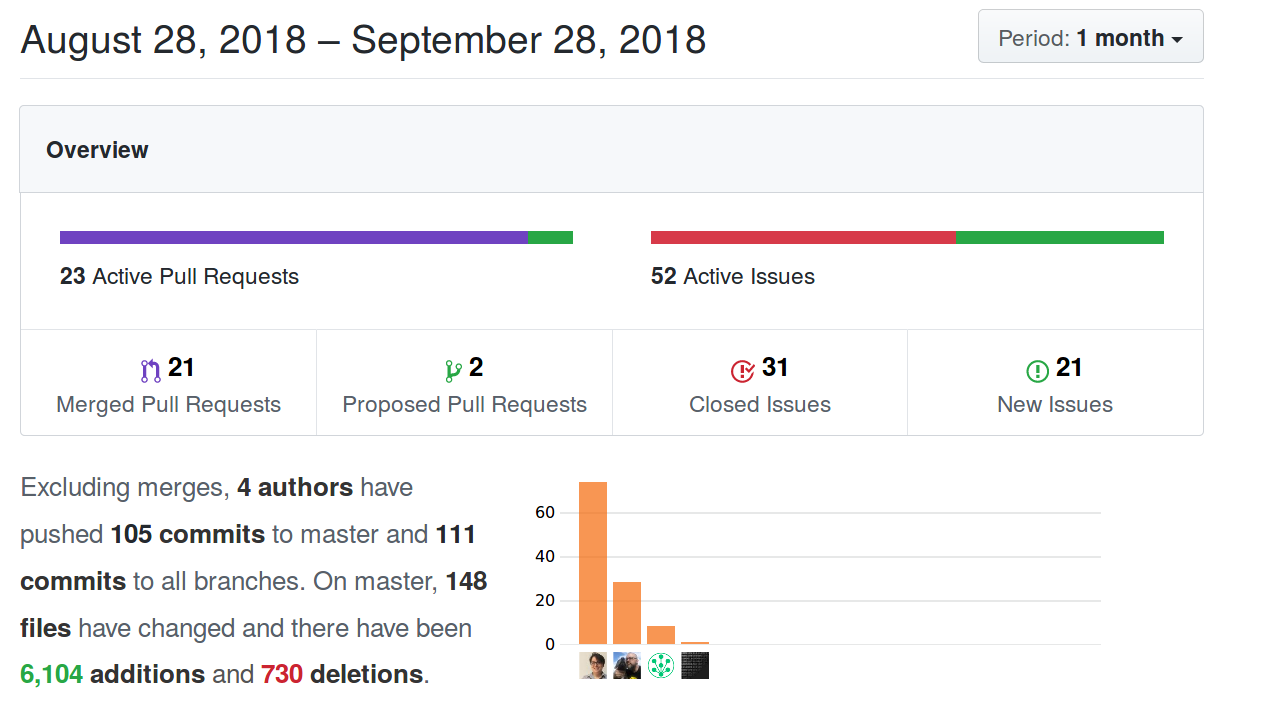 August 28, 2018 – September 28, 2018
Period: 1 month
Overview
23 Active Pull Requests
52 Active Issues
21
Merged Pull Requests
2
Proposed Pull Requests
31
Closed Issues
21
New Issues
Excluding merges, 4 authors have
pushed 105 commits to master and 111
commits to all branches. On master, 148
files have changed and there have been
6,104 additions and 730 deletions.
60
40
20
0